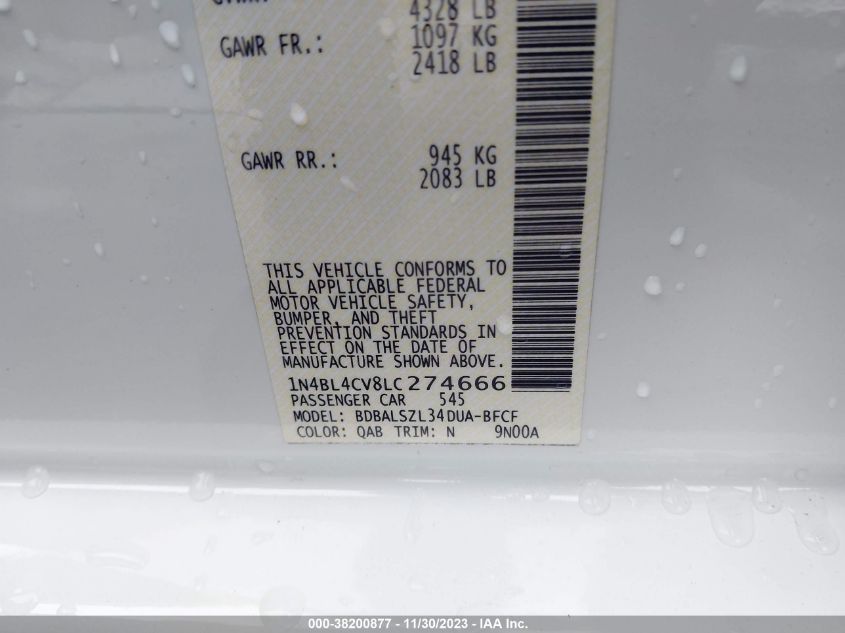 4328 LB
GAWR FR.: 1097 KG
2418 LB
GAWR RR.: 945 KG
2083 LB
THIS VEHICLE CONFORMS TO
ALL APPLICABLE FEDERAL
MOTOR VEHICLE SAFETY,
BUMPER, AND THEFT
PREVENTION STANDARDS IN
EFFECT ON THE DATE OF
MANUFACTURE SHOWN ABOVE.
1N4BL4CV8LC274666
PASSENGER CAR 545
MODEL: BDBALSZL34DUA-BFCF
COLOR: QAB TRIM: N 9N00A
000-38200877 - 11/30/2023 - IAA Inc.